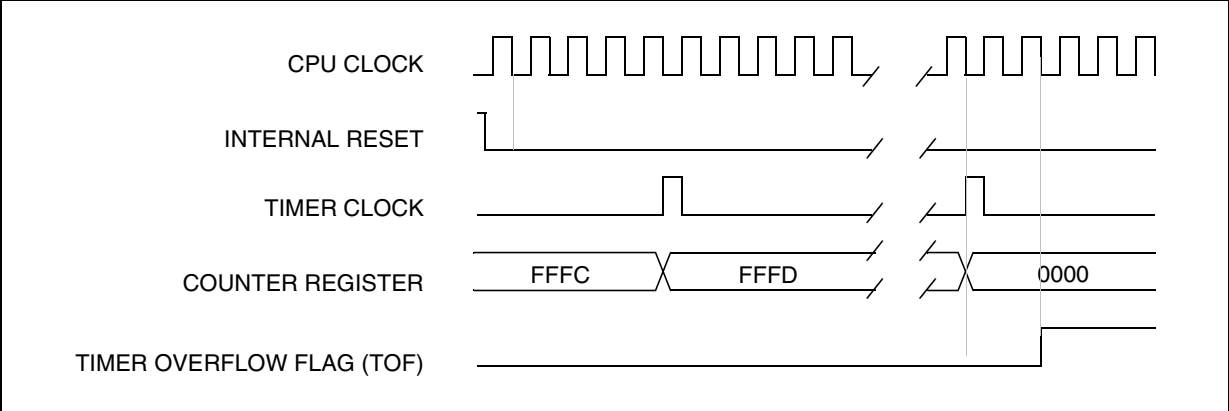 CPU CLOCK
INTERNAL RESET
TIMER CLOCK
COUNTER REGISTER FFFC FFFD 0000
TIMER OVERFLOW FLAG (TOF)